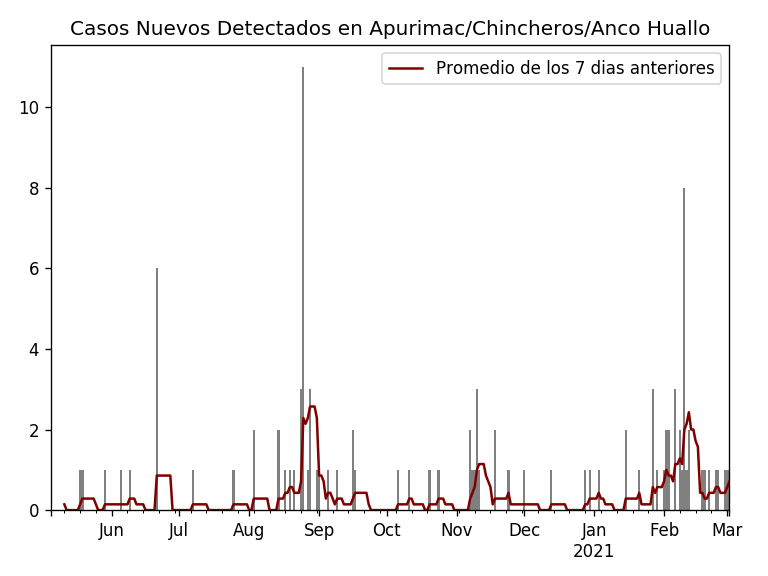 Casos Nuevos Detectados en Apurimac/Chincheros/Anco Huallo
Promedio de los 7 dias anteriores
10
8
6
4
2
0
Jun Jul Aug Sep Oct Nov Dec Jan Feb Mar
2021